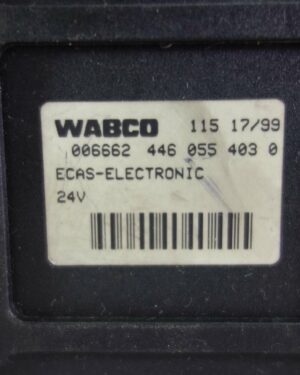 WABCO 115 17/99
006662 446 055 403 0
ECAS-ELECTRONIC
24V